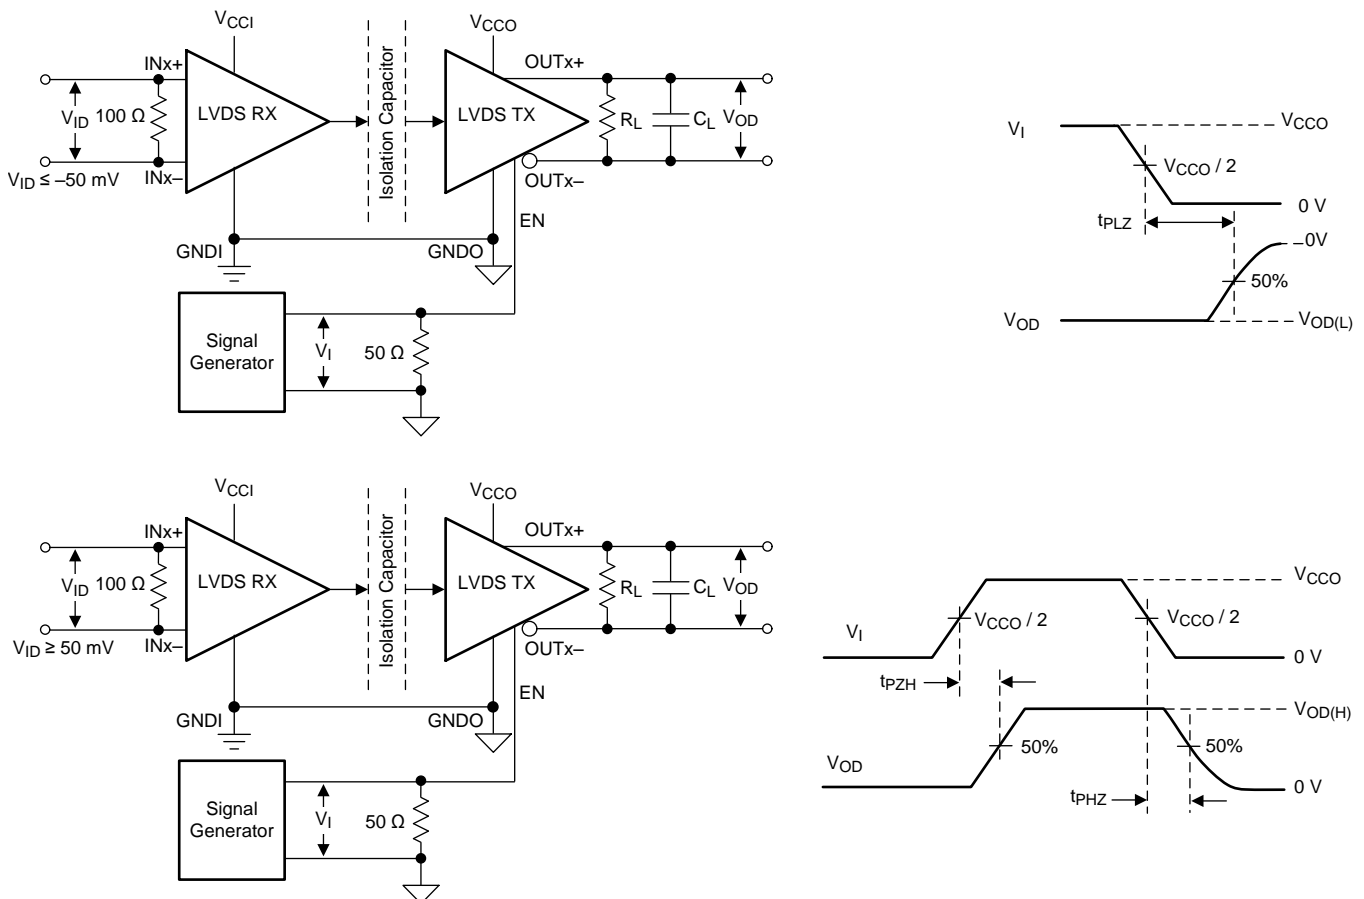 VCCI
VCCO
INx+
OUTx+
LVDS RX
LVDS TX
VID
100 Ω
Isolation Capacitor
RL
CL
VOD
VID ≤ –50 mV
INx–
OUTx–
EN
GNDI
GNDO
Signal
Generator
VI
50 Ω
VI
VCCO
VCCO / 2
0 V
tPLZ
0V
50%
VOD
VOD(L)
VCCI
VCCO
INx+
OUTx+
LVDS RX
LVDS TX
VID
100 Ω
Isolation Capacitor
RL
CL
VOD
VID ≥ 50 mV
INx–
OUTx–
EN
GNDI
GNDO
Signal
Generator
VI
50 Ω
VCCO
VCCO / 2
VCCO / 2
VI
0 V
tPZH
VOD(H)
50%
50%
VOD
0 V
tPHZ